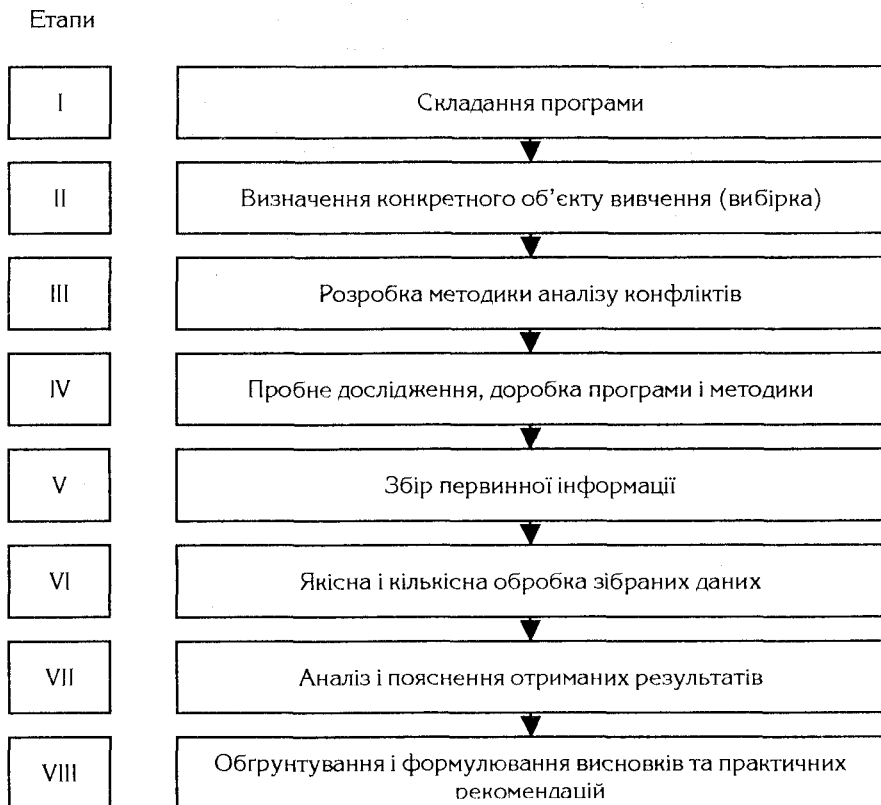 Етапи
I
Складання програми
II
Визначення конкретного об’єкту вивчення (вибірка)
III
Розробка методики аналізу конфліктів
IV
Пробне дослідження, доробка програми і методики
V
Збір первинної інформації
VI
Якісна і кількісна обробка зібраних даних
VII
Аналіз і пояснення отриманих результатів
VIII
Обґрунтування і формулювання висновків та практичних
рекомендацій